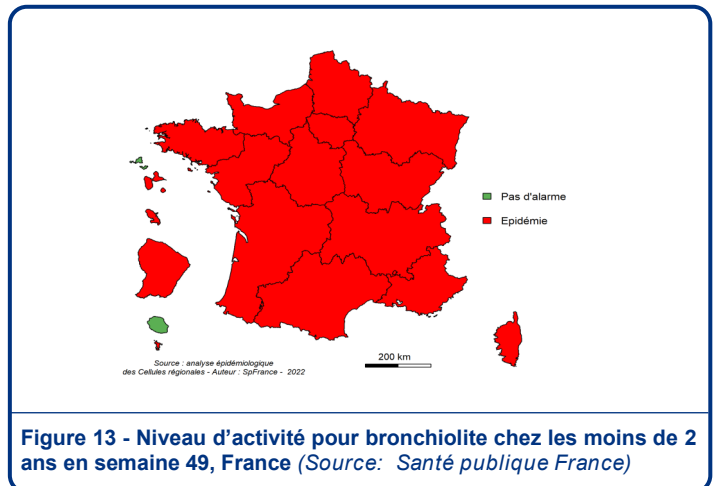 Pas d'alarme
Epidémie
200 km
Source : analyse épidémiologique
des Cellules régionales - Auteur : SpFrance - 2022
Figure 13 - Niveau d'activité pour bronchiolite chez les moins de 2
ans en semaine 49, France (Source: Santé publique France)